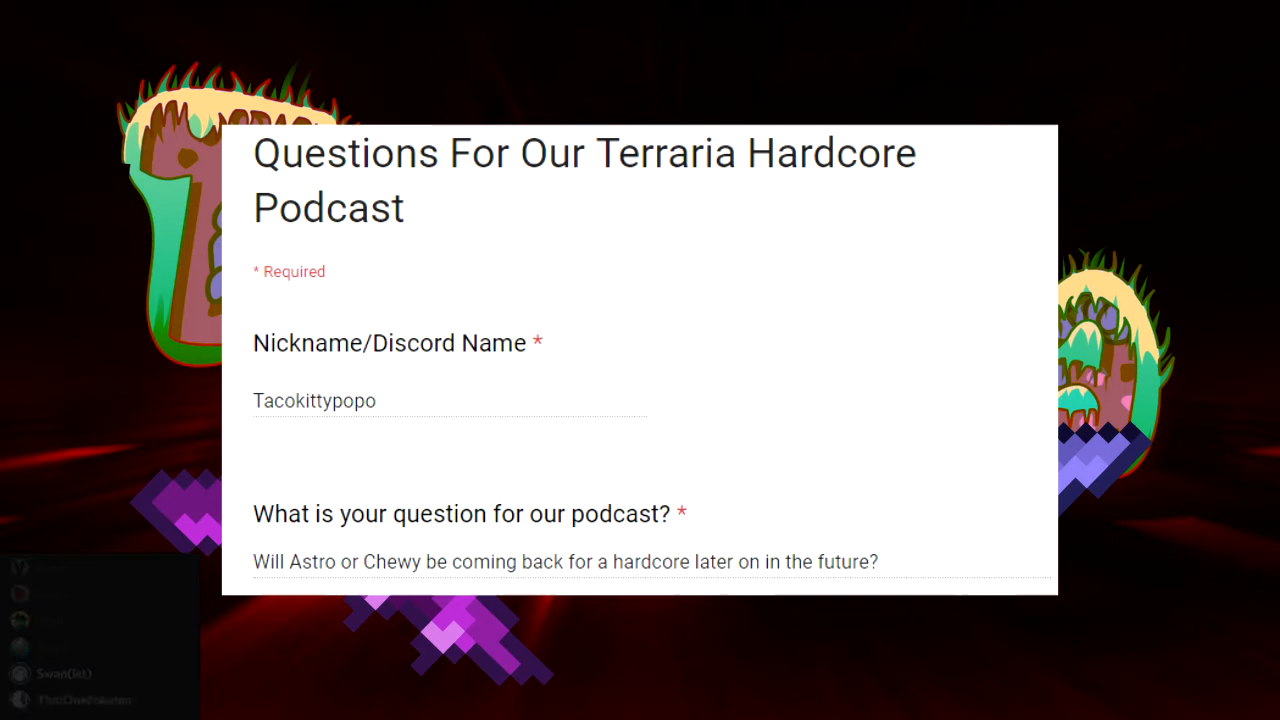 Questions For Our Terraria Hardcore
Podcast
* Required
Nickname/Discord Name *
Tacokittypopo
What is your question for our podcast? *
Will Astro or Chewy be coming back for a hardcore later on in the future?
Swan(let)